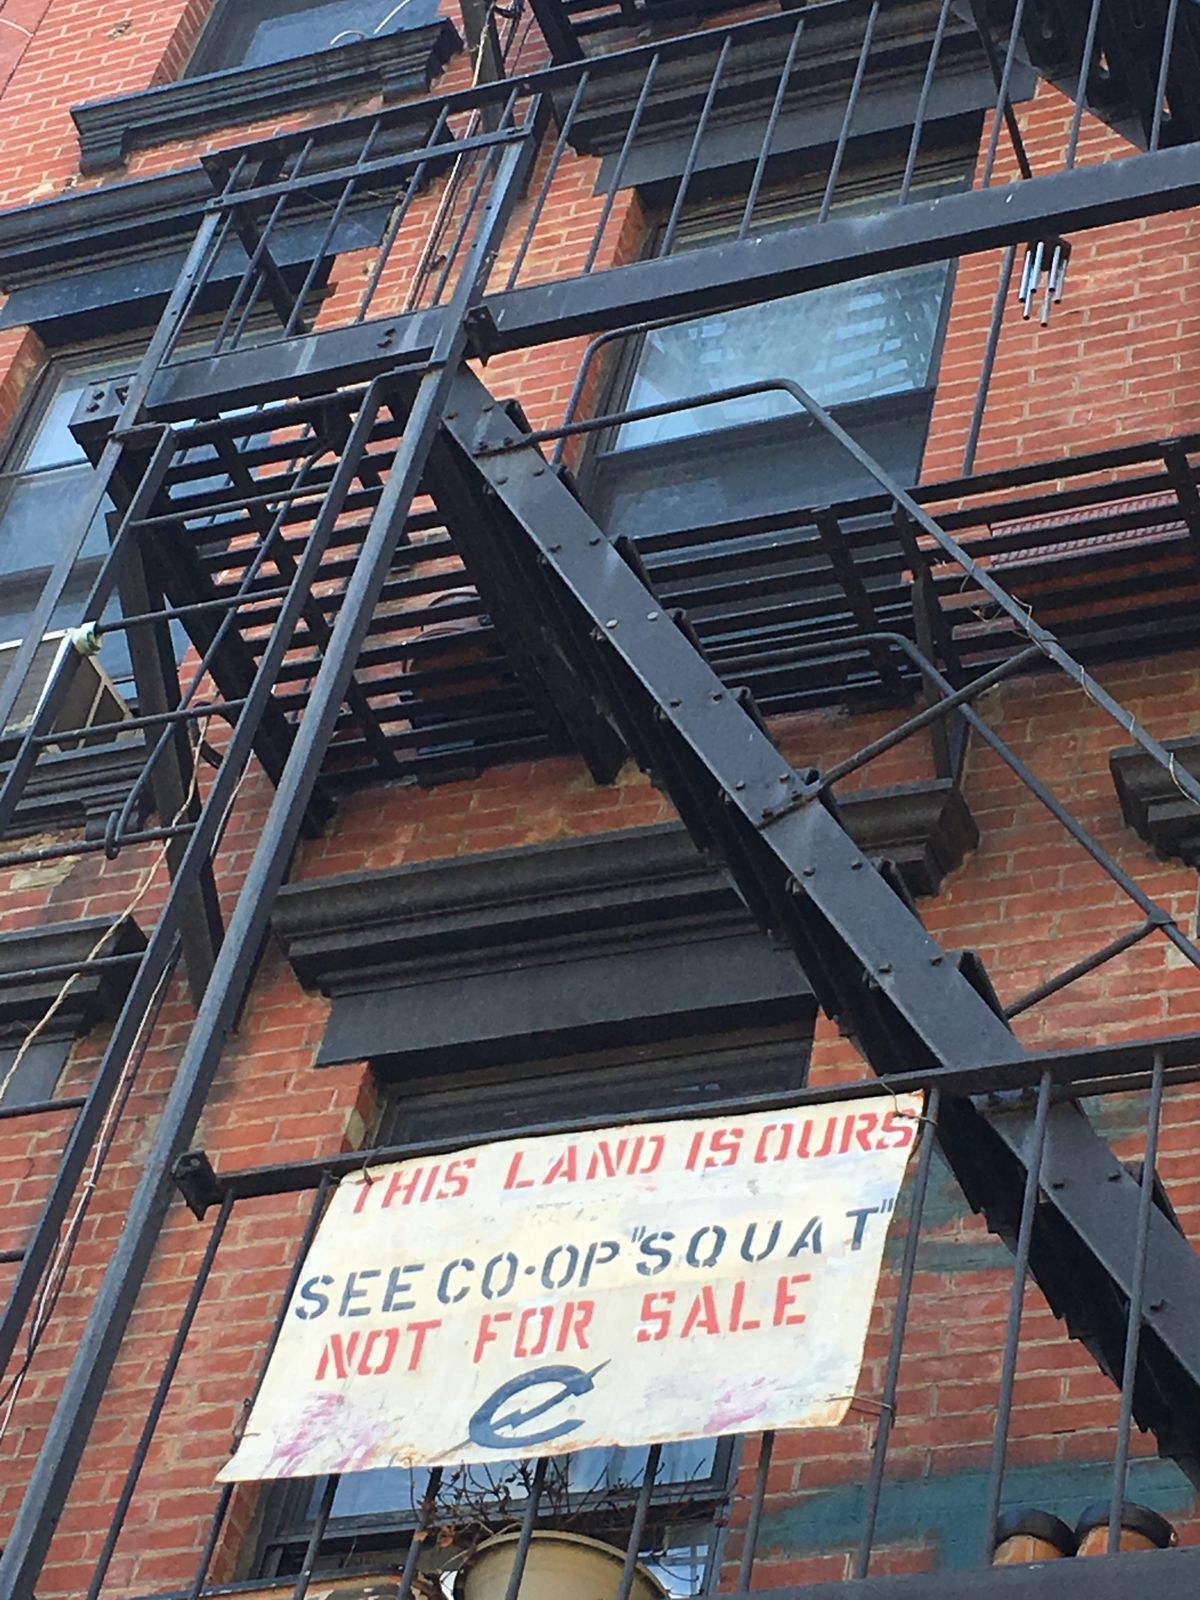 THIS LAND IS OURS
SEE CO-OP "SQUAT"
NOT FOR SALE